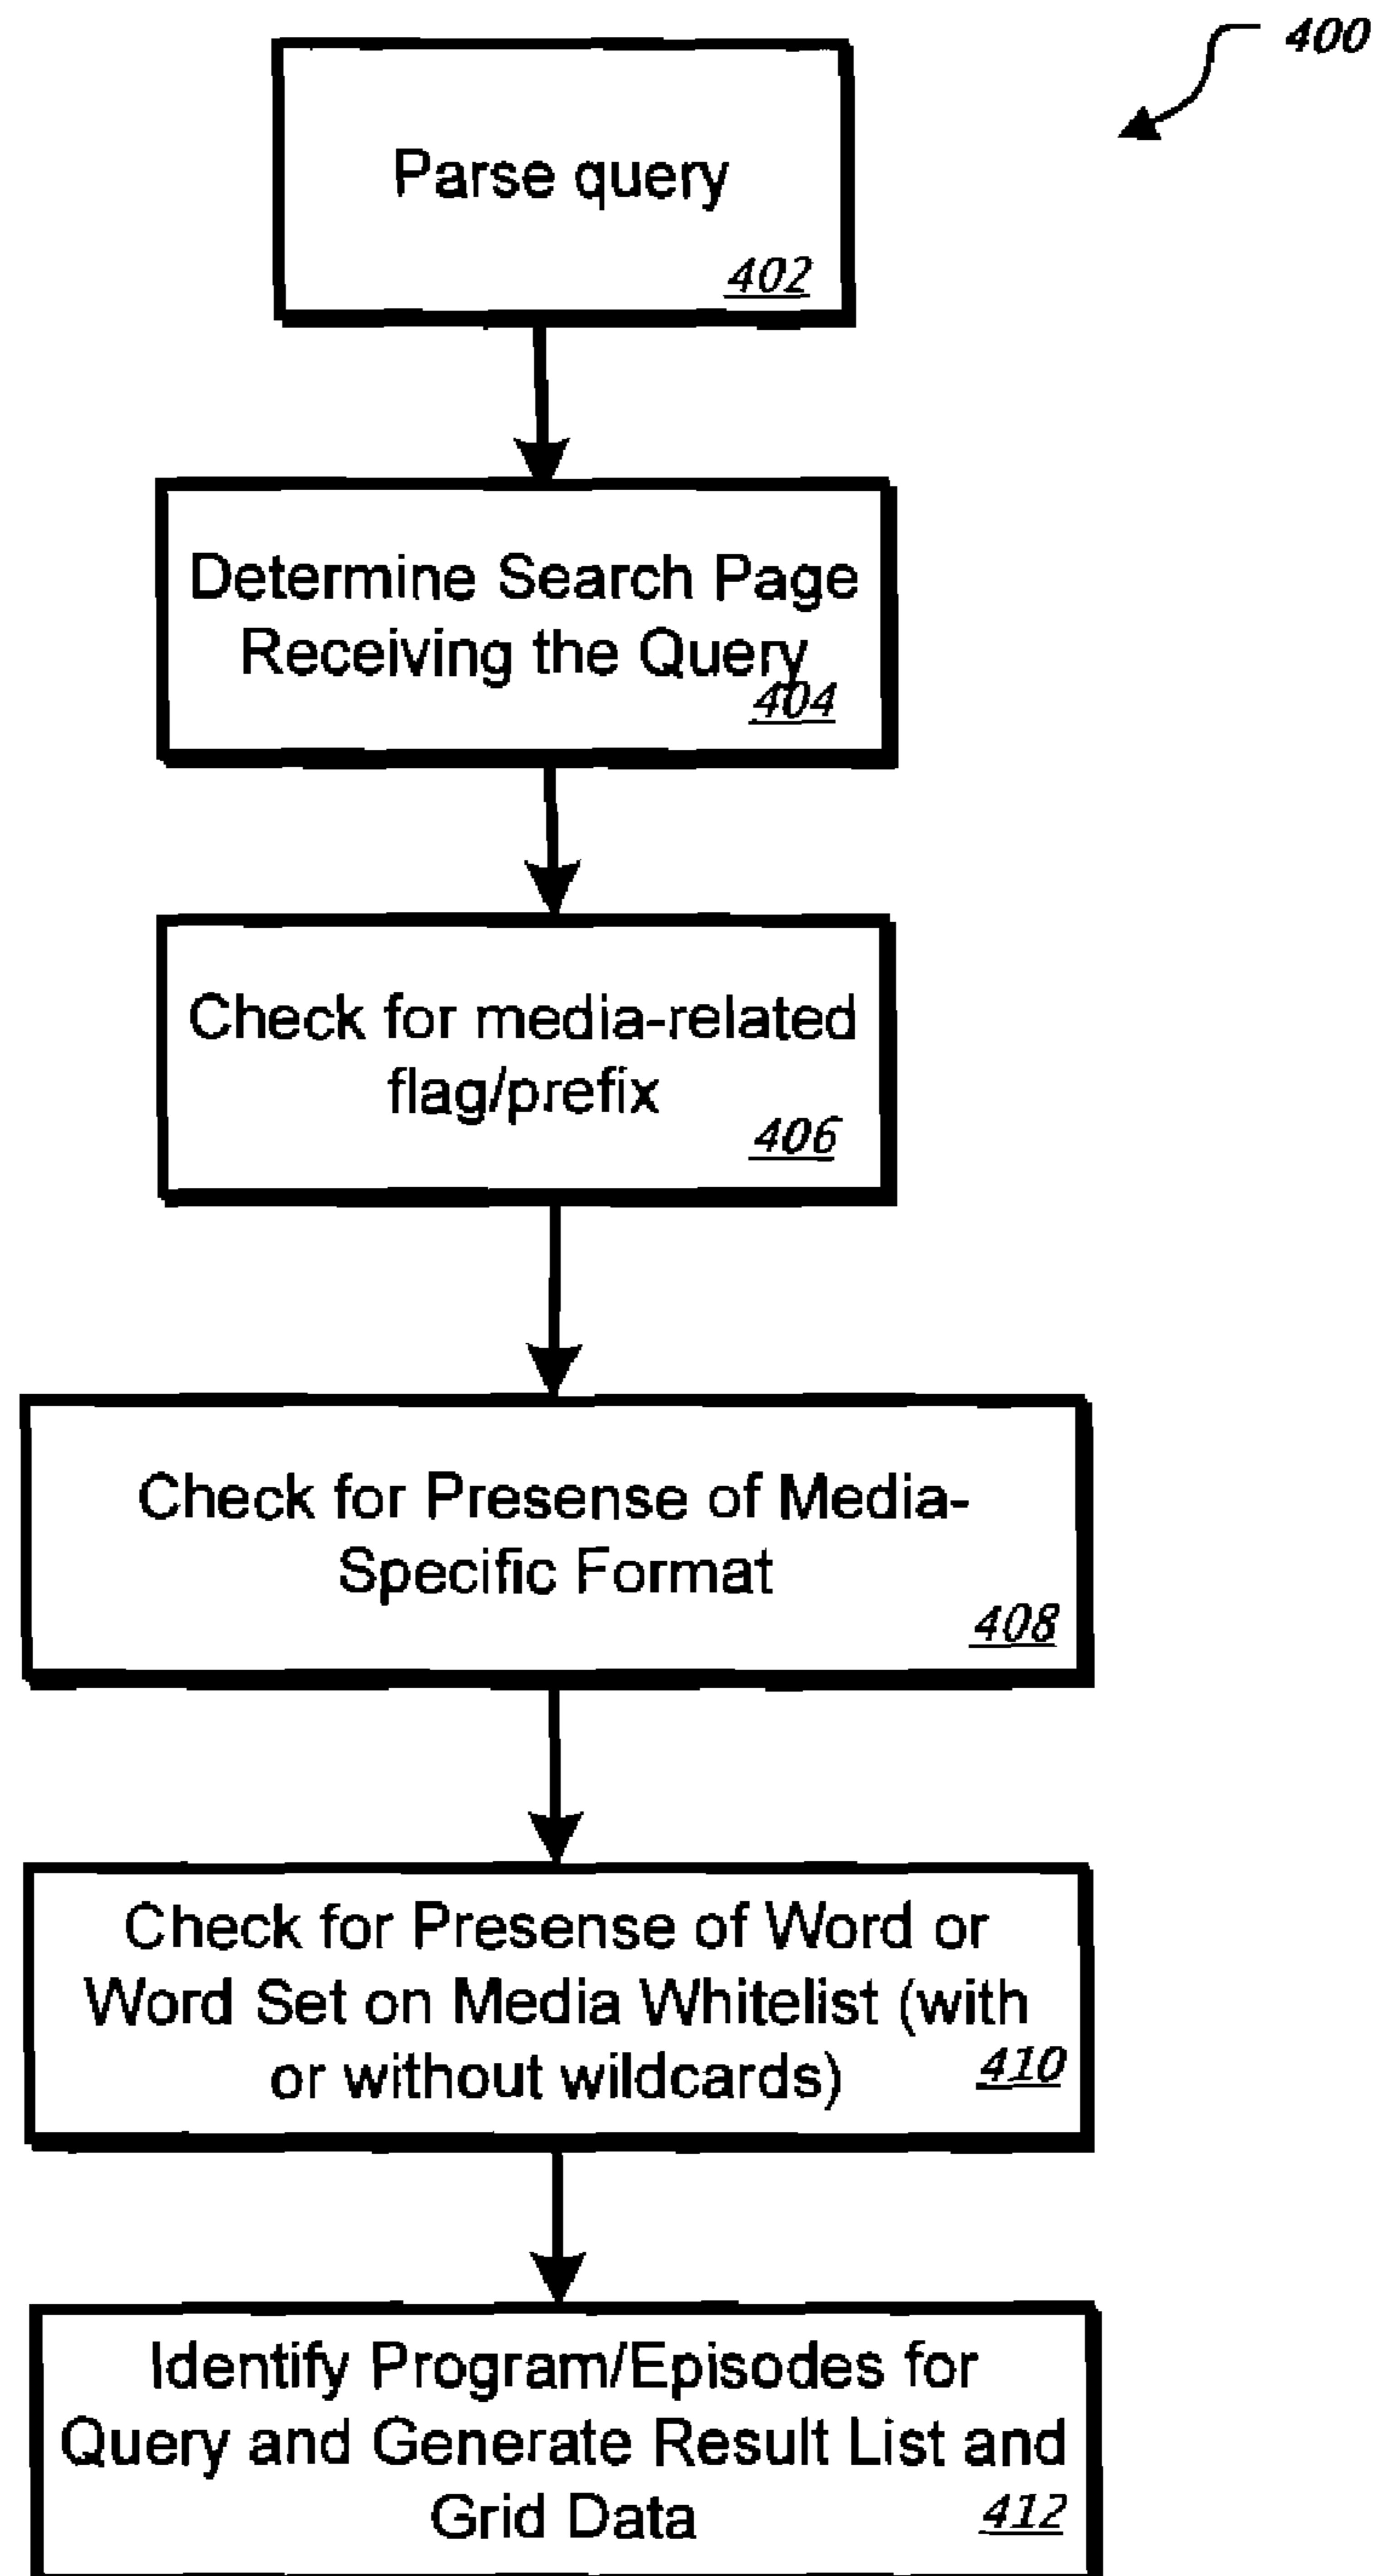 400
Parse query
402
Determine Search Page
Receiving the Query
404
Check for media-related
flag/prefix
406
Check for Presense of Media-
Specific Format
408
Check for Presense of Word or
Word Set on Media Whitelist (with
or without wildcards)
410
Identify Program/Episodes for
Query and Generate Result List and
Grid Data
412